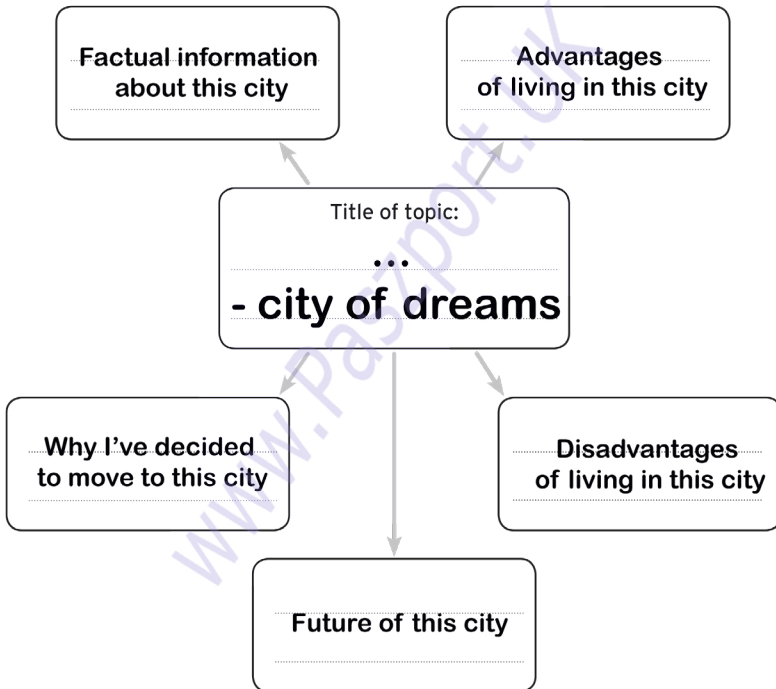 Factual information
about this city
Advantages
of living in this city
Title of topic:
...
- city of dreams
Why I've decided
to move to this city
Disadvantages
of living in this city
Future of this city
www.Paszport.UK